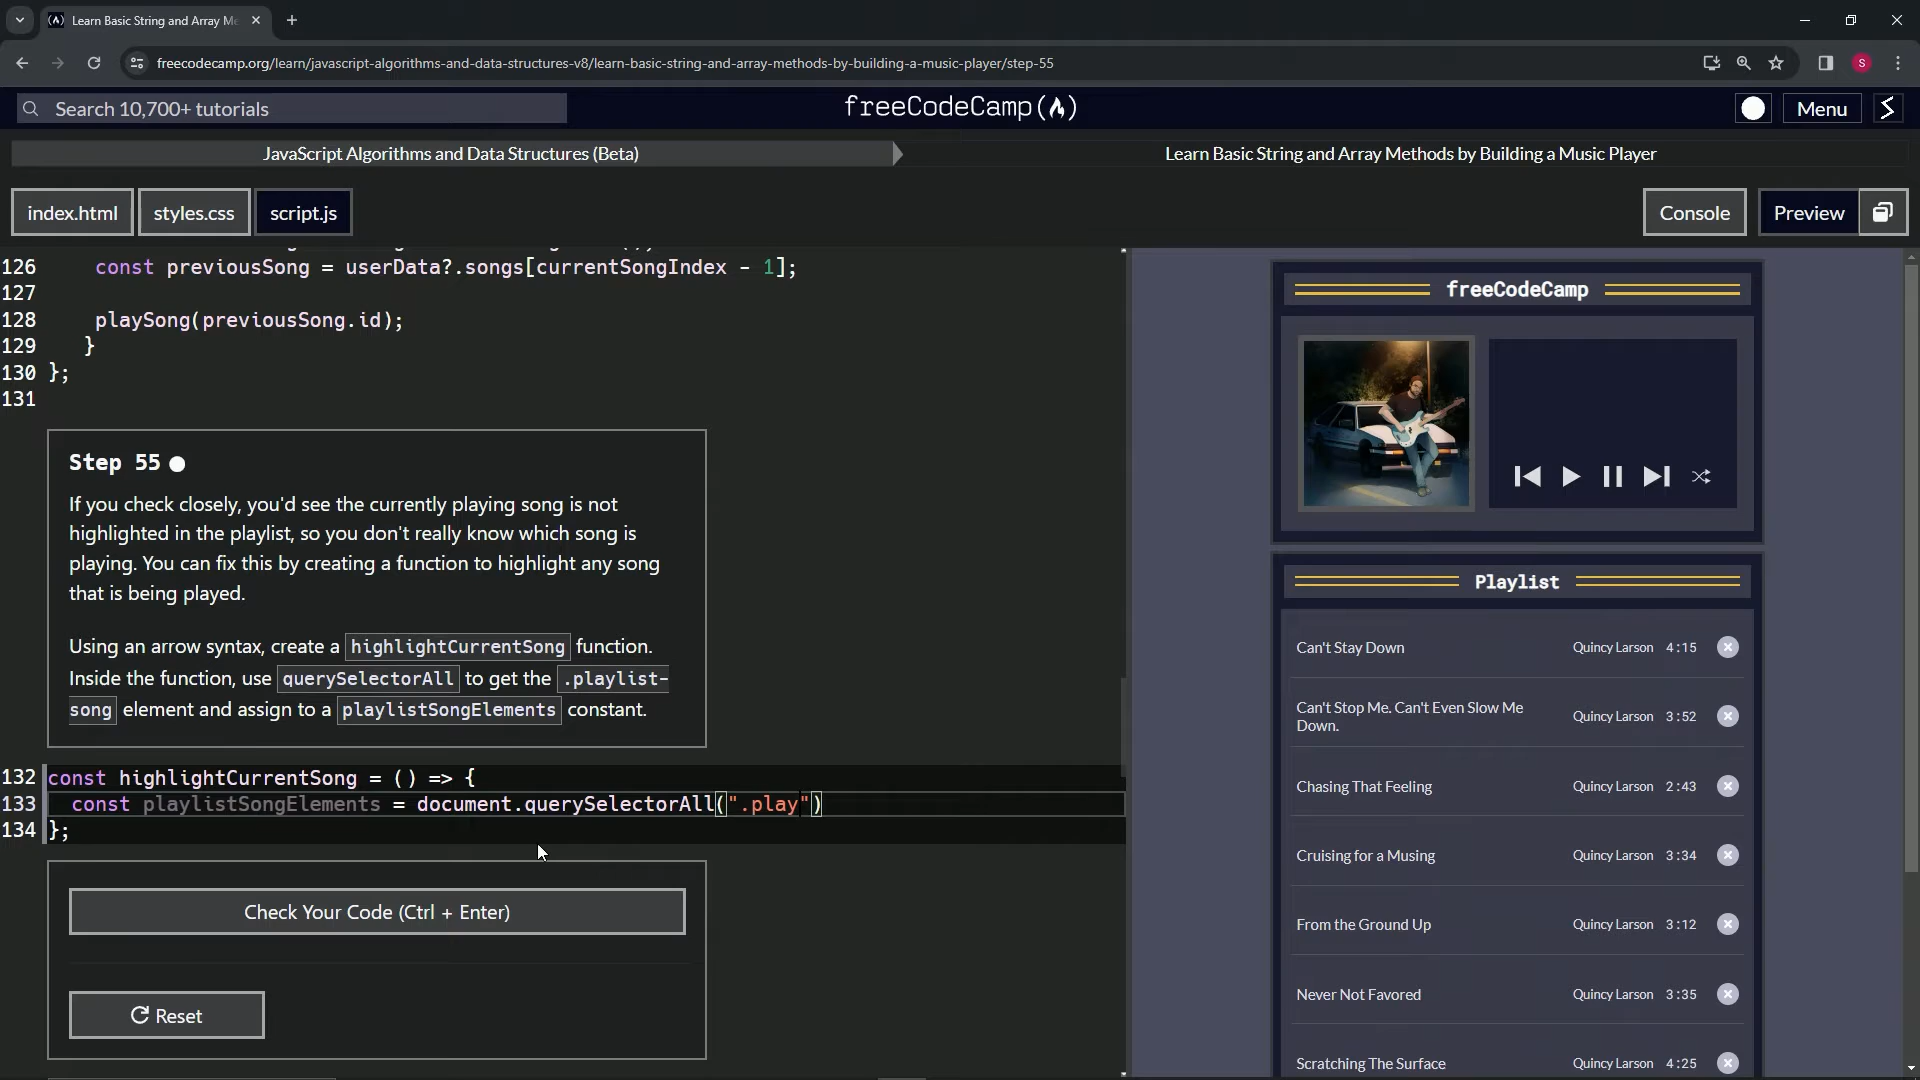 Learn Basic String and Array Me
freecodecamp.org/learn/javascript-algorithms-and-data-structures-v8/learn-basic-string-and-array-methods-by-building-a-music-player/step-55
S
Search 10,700+ tutorials
freeCodeCamp(🔥)
Menu
JavaScript Algorithms and Data Structures (Beta)
Learn Basic String and Array Methods by Building a Music Player
index.html
styles.css
script.js
Console
Preview
126 const previousSong = userData?.songs[currentSongIndex - 1];
127
128 playSong(previousSong.id);
129 }
130 };
131
Step 55
If you check closely, you'd see the currently playing song is not
highlighted in the playlist, so you don't really know which song is
playing. You can fix this by creating a function to highlight any song
that is being played.
Using an arrow syntax, create a highlightCurrentSong function.
Inside the function, use querySelectorAll to get the .playlist-
song element and assign to a playlistSongElements constant.
132 const highlightCurrentSong = () => {
133 const playlistSongElements = document.querySelectorAll(".play")
134 };
Check Your Code (Ctrl + Enter)
Reset
freeCodeCamp
Playlist
Can't Stay Down Quincy Larson 4:15
Can't Stop Me. Can't Even Slow Me
Down. Quincy Larson 3:52
Chasing That Feeling Quincy Larson 2:43
Cruising for a Musing Quincy Larson 3:34
From the Ground Up Quincy Larson 3:12
Never Not Favored Quincy Larson 3:35
Scratching The Surface Quincy Larson 4:25